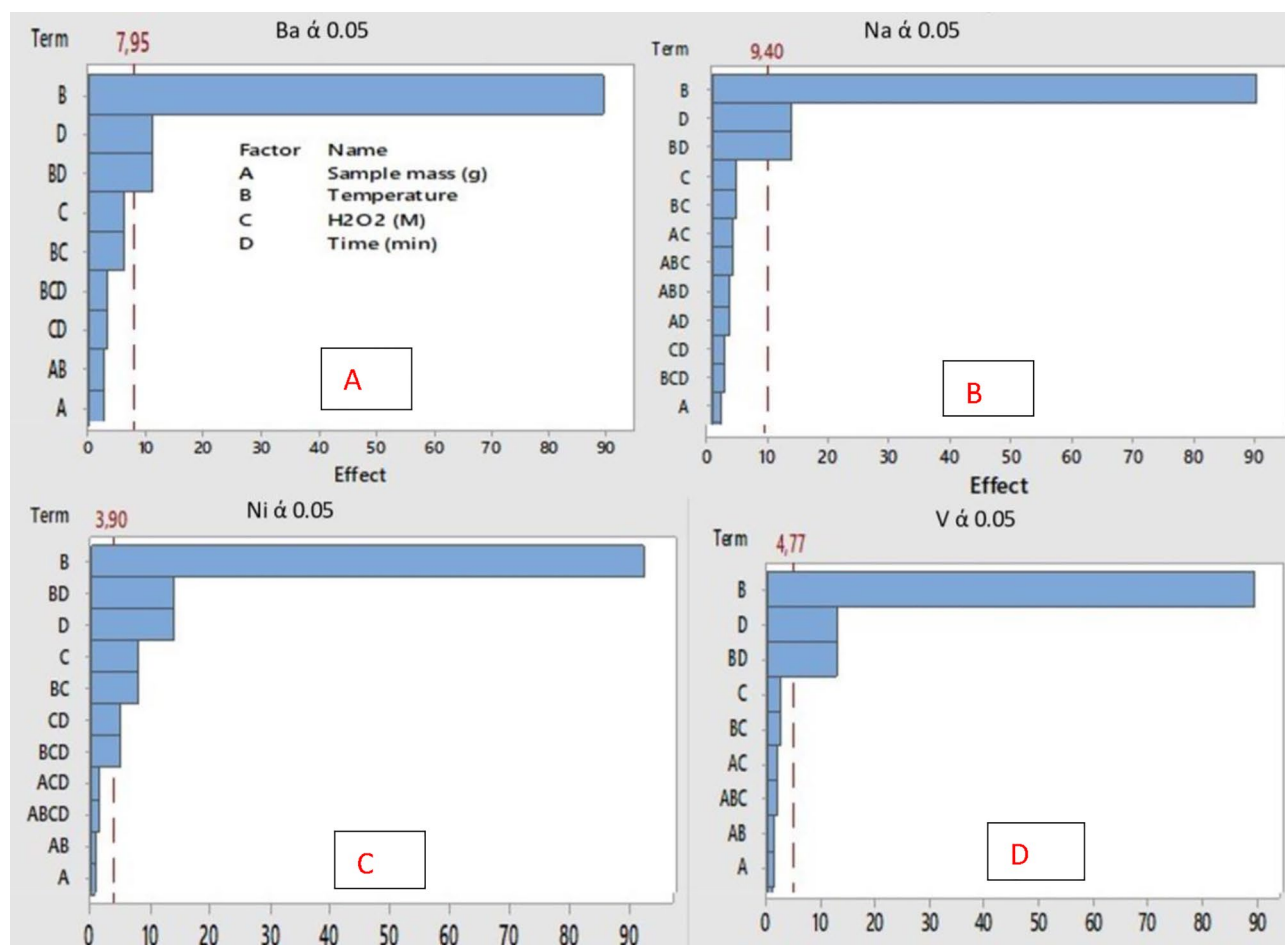 Ba ά 0.05
Term
7,95
B
D
BD
C
BC
BCD
CD
AB
A
Factor Name
A Sample mass (g)
B Temperature
C H2O2 (M)
D Time (min)
A
0 10 20 30 40 50 60 70 80 90
Effect
Na ά 0.05
Term
9,40
B
D
BD
C
BC
AC
ABC
ABD
AD
CD
BCD
A
B
0 10 20 30 40 50 60 70 80 90
Effect
Ni ά 0.05
Term
3,90
B
BD
D
C
BC
CD
BCD
ACD
ABCD
AB
A
C
0 10 20 30 40 50 60 70 80 90
V ά 0.05
Term
4,77
B
D
BD
C
BC
AC
ABC
AB
A
D
0 10 20 30 40 50 60 70 80 90